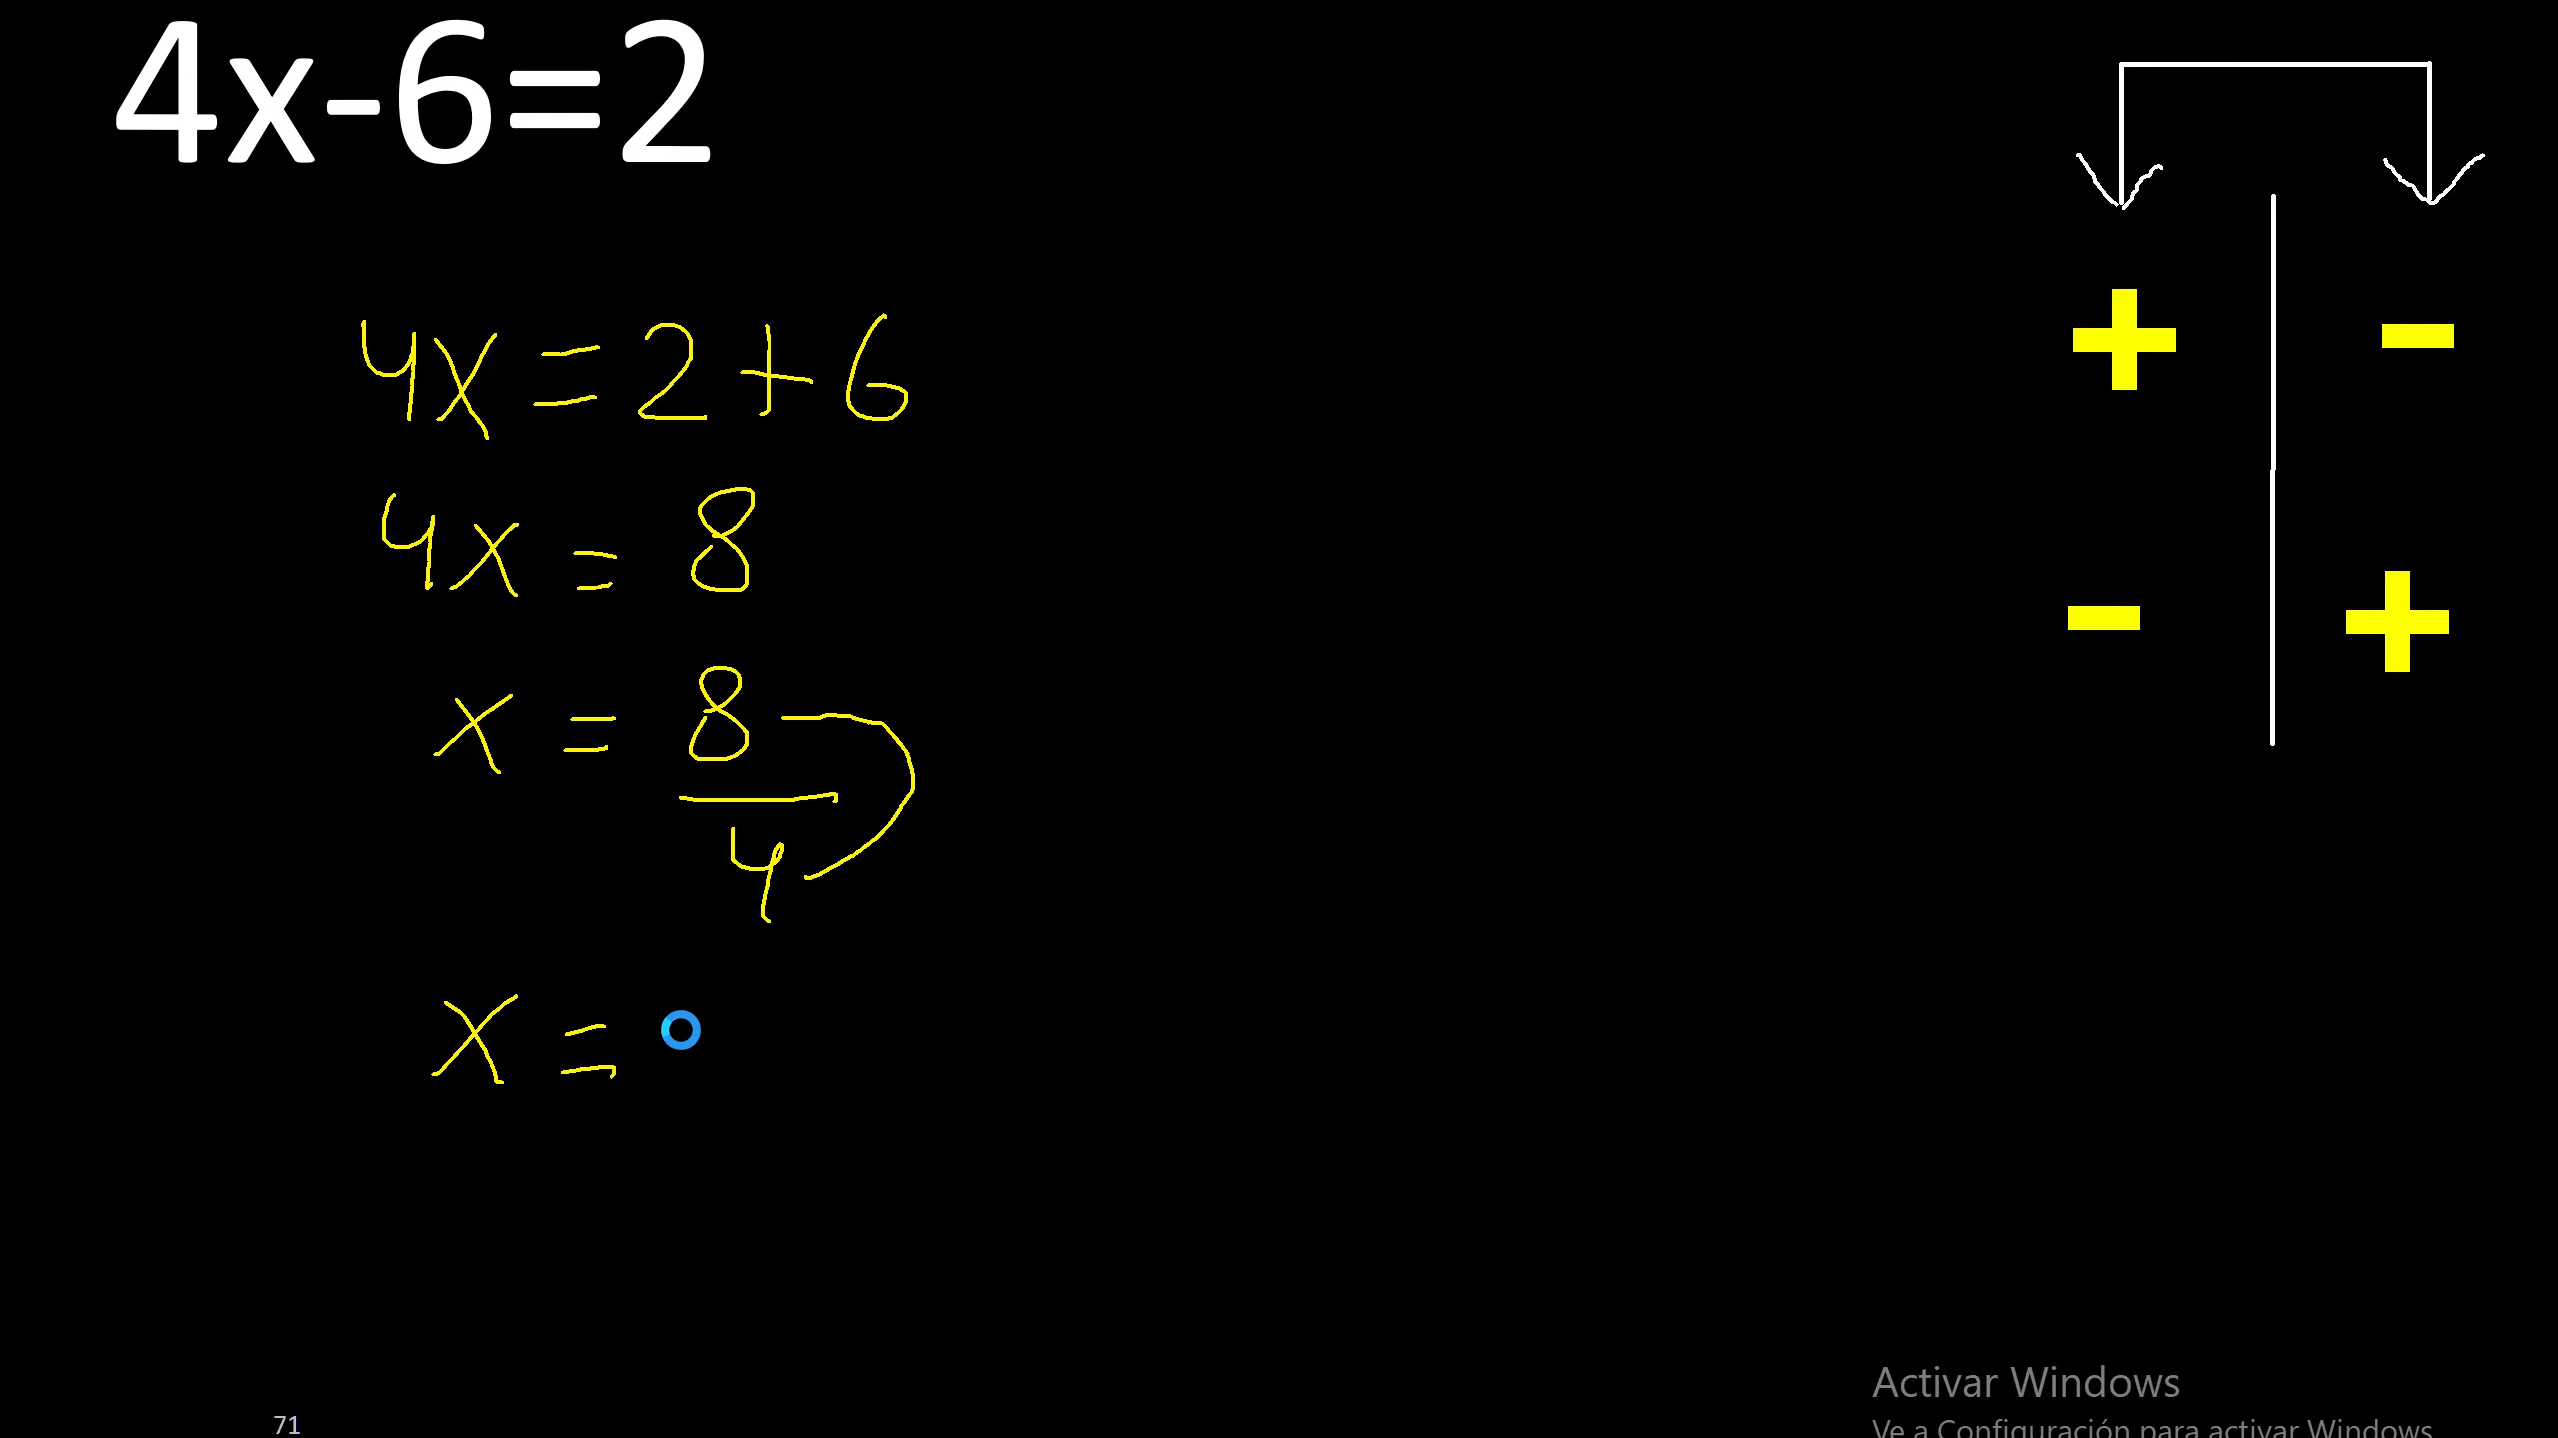 4x-6=2
4x=2+6
4x = 8
x = 8
4
x =
+ -
- +
71
Activar Windows
Ve a Configuración para activar Windows